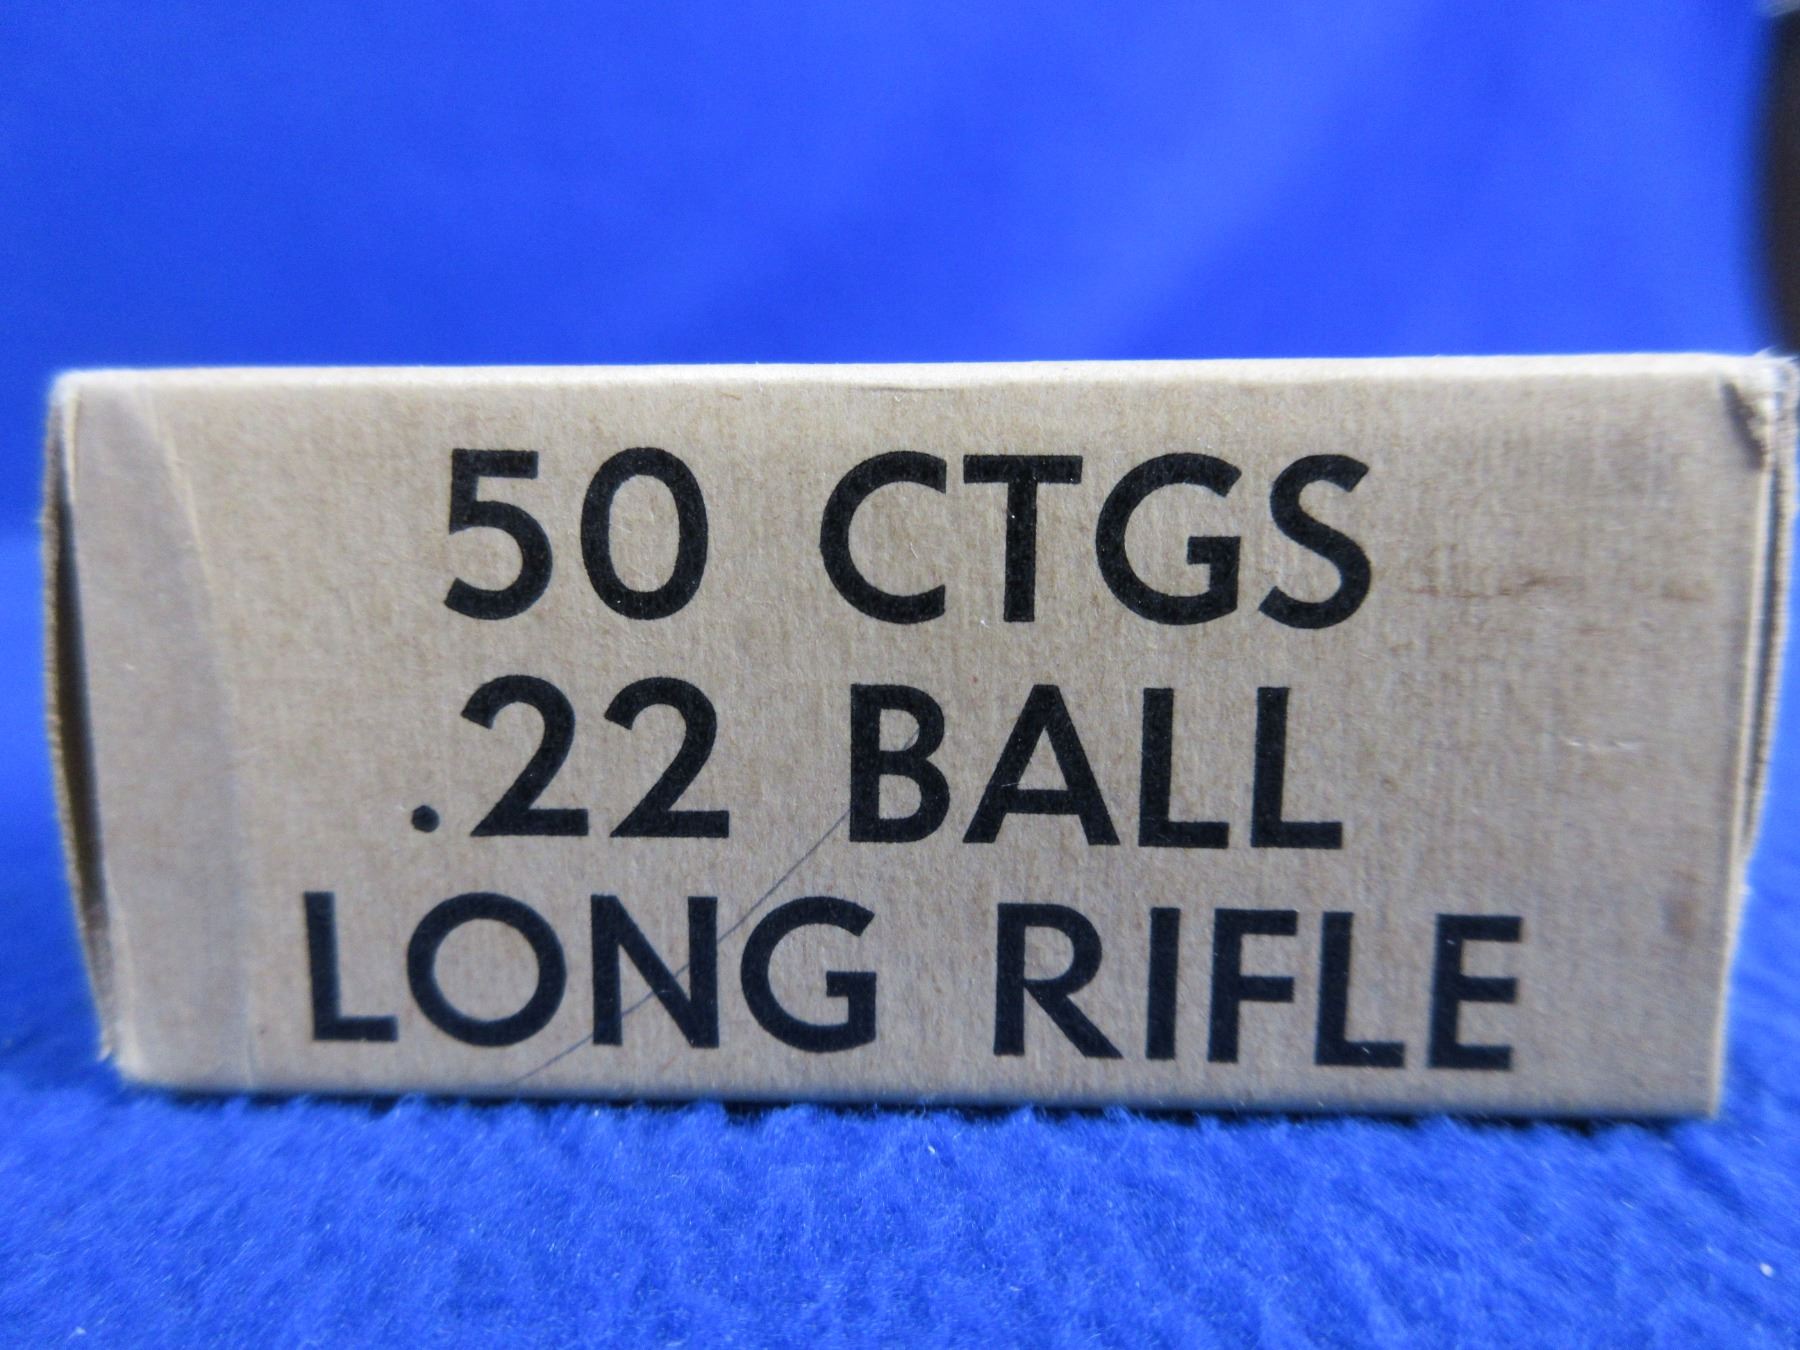 50 CTGS
.22 BALL
LONG RIFLE